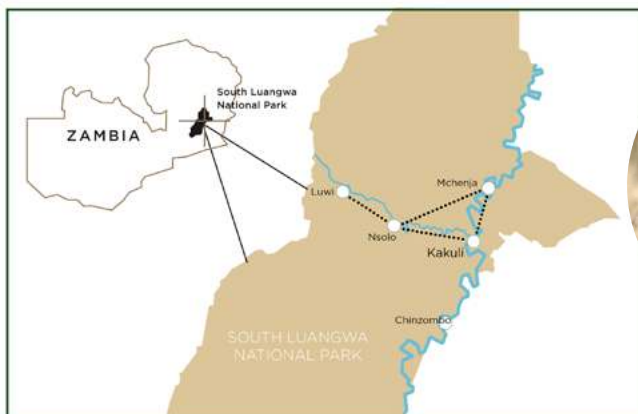 South Luangwa
National Park
ZAMBIA
Luwi
Mchenja
Nsolo
Kakuli
Chinzombo
SOUTH LUANGWA
NATIONAL PARK